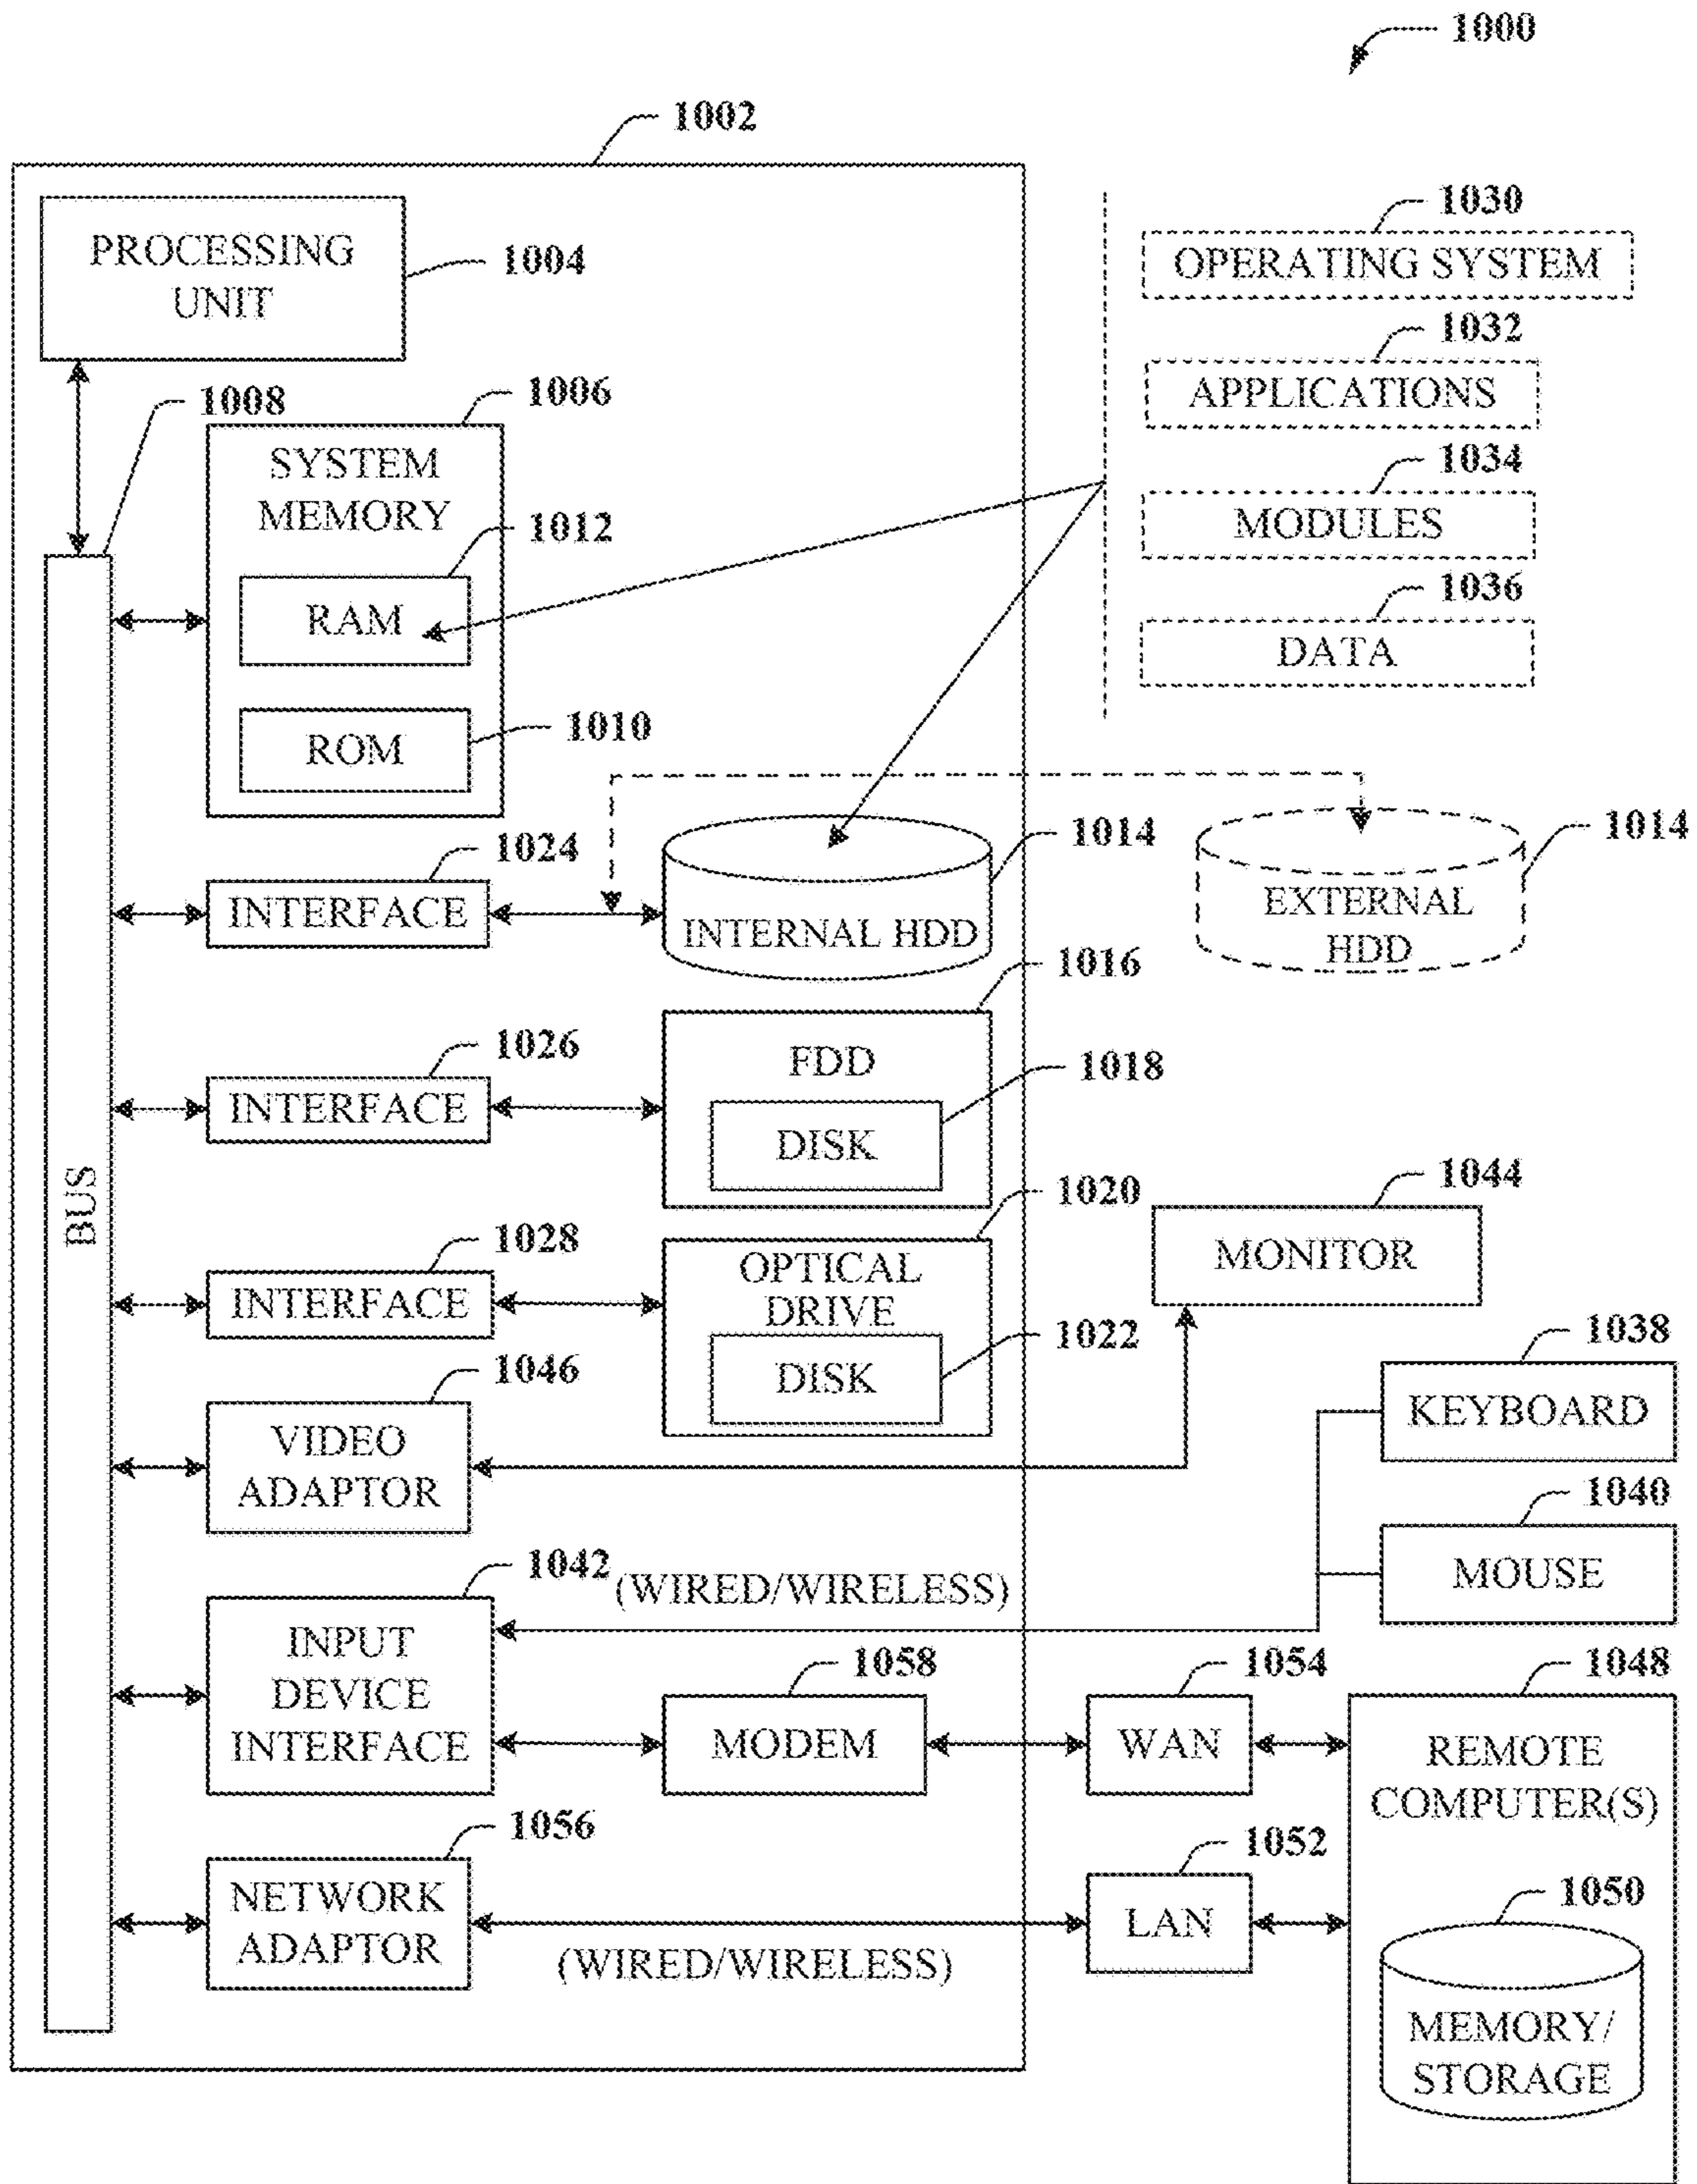 1000
1002
PROCESSING
UNIT
1004
1030
OPERATING SYSTEM
1032
APPLICATIONS
1034
MODULES
1036
DATA
1008
1006
SYSTEM
MEMORY
1012
RAM
1010
ROM
1024
INTERFACE
1014
INTERNAL HDD
1014
EXTERNAL
HDD
1016
FDD
1018
DISK
1026
INTERFACE
BUS
1020
OPTICAL
DRIVE
1022
DISK
1028
INTERFACE
1044
MONITOR
1046
VIDEO
ADAPTOR
1038
KEYBOARD
1040
MOUSE
1042
(WIRED/WIRELESS)
INPUT
DEVICE
INTERFACE
1058
MODEM
1054
WAN
1048
REMOTE
COMPUTER(S)
1056
NETWORK
ADAPTOR
(WIRED/WIRELESS)
1052
LAN
1050
MEMORY/
STORAGE